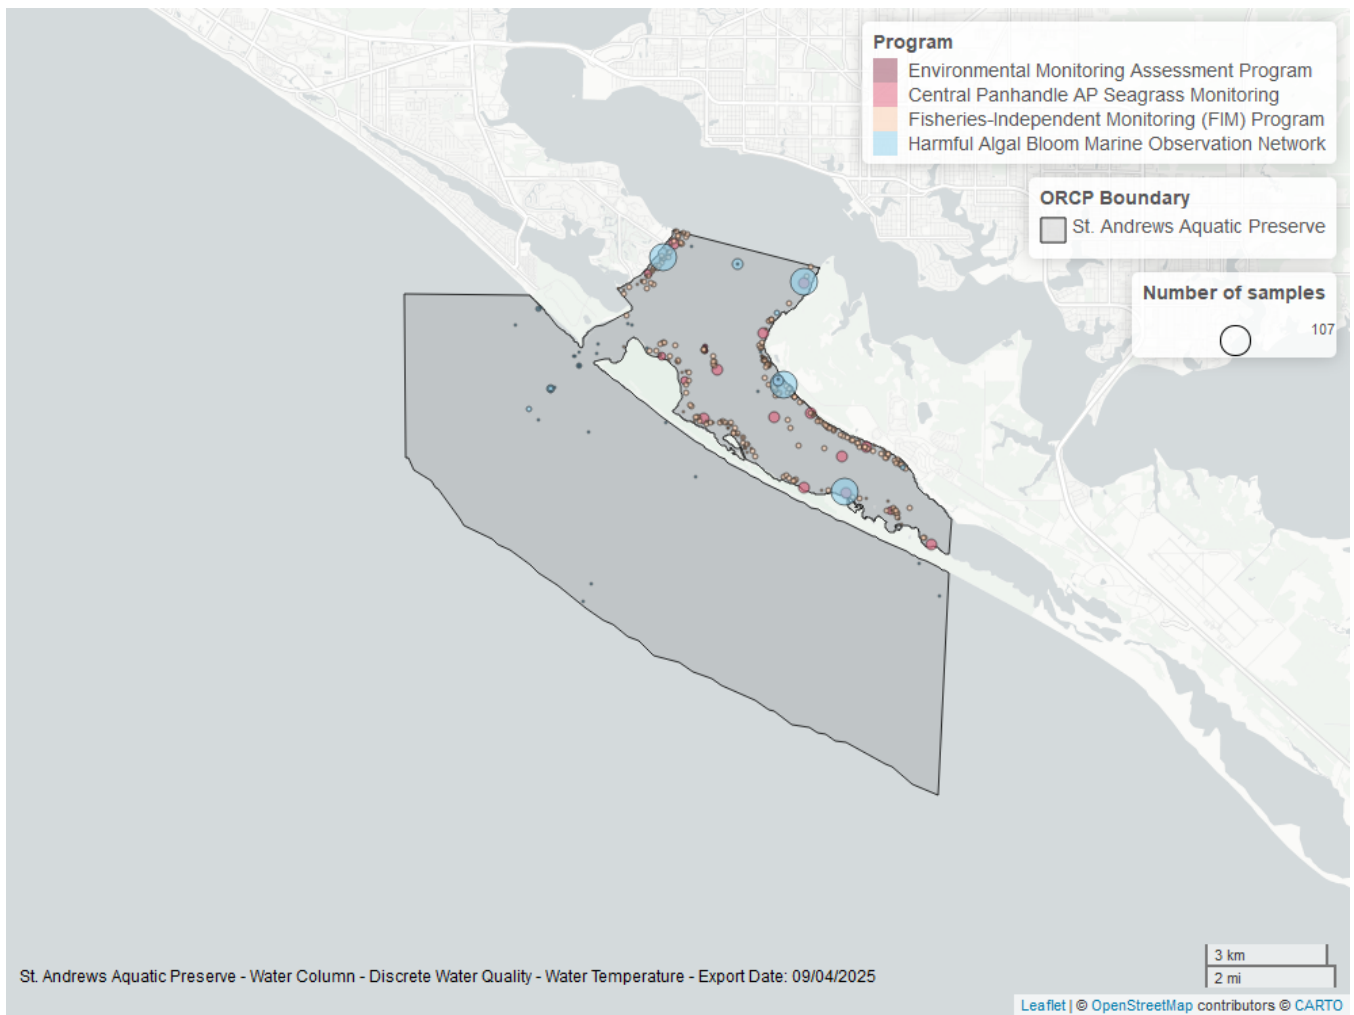 Program
Environmental Monitoring Assessment Program
Central Panhandle AP Seagrass Monitoring
Fisheries-Independent Monitoring (FIM) Program
Harmful Algal Bloom Marine Observation Network
ORCP Boundary
St. Andrews Aquatic Preserve
Number of samples
107
3 km
2 mi
St. Andrews Aquatic Preserve - Water Column - Discrete Water Quality - Water Temperature - Export Date: 09/04/2025
Leaflet | © OpenStreetMap contributors © CARTO